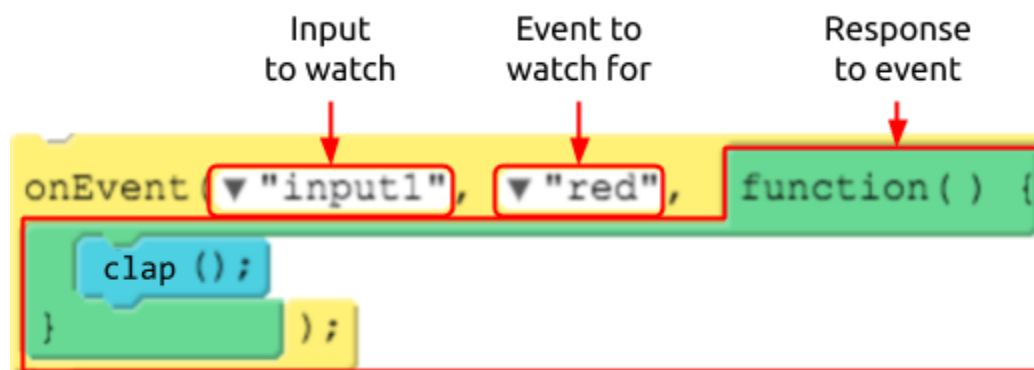 Input
to watch
Event to
watch for
Response
to event
onEvent( ▼ "input1", ▼ "red", function( ) {
clap ();
} );